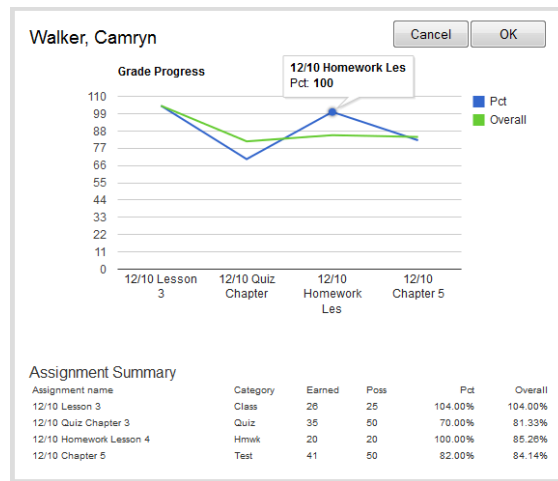 Walker, Camryn
Cancel
OK
Grade Progress
12/10 Homework Les
Pct: 100
Pct
Overall
110
99
88
77
66
55
44
33
22
11
0
12/10 Lesson 3
12/10 Quiz Chapter
12/10 Homework Les
12/10 Chapter 5
Assignment Summary
Assignment name Category Earned Poss Pct Overall
12/10 Lesson 3 Class 26 25 104.00% 104.00%
12/10 Quiz Chapter 3 Quiz 35 50 70.00% 81.33%
12/10 Homework Lesson 4 Hmwk 20 20 100.00% 85.26%
12/10 Chapter 5 Test 41 50 82.00% 84.14%